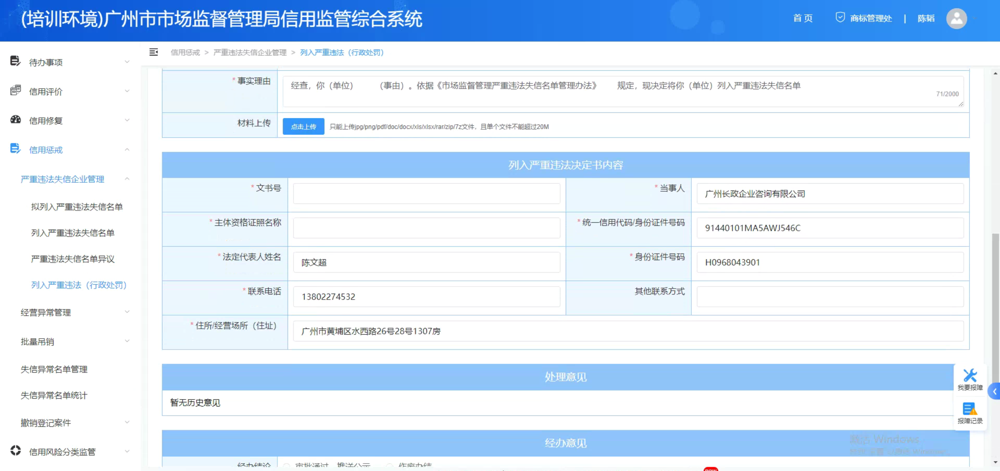 (培训环境)广州市市场监督管理局信用监管综合系统
首页 商标管理处 | 陈韬
待办事项
信用评价
信用修复
信用惩戒
严重违法失信企业管理
拟列入严重违法失信名单
列入严重违法失信名单
严重违法失信名单异议
列入严重违法（行政处罚）
经营异常管理
批量吊销
失信异常名单管理
失信异常名单统计
撤销登记案件
信用风险分类监管
信用惩戒 > 严重违法失信企业管理 > 列入严重违法（行政处罚）
* 事实理由 经查，你（单位） （事由）。依据《市场监督管理严重违法失信名单管理办法》 规定，现决定将你（单位）列入严重违法失信名单
71/2000
材料上传 点击上传 只能上传jpg/png/pdf/doc/docx/xls/xlsx/rar/zip/7z文件，且单个文件不能超过20M
列入严重违法决定书内容
* 文书号 * 当事人 广州长政企业咨询有限公司
* 主体资格证照名称 * 统一信用代码/身份证件号码 91440101MA5AWJ546C
* 法定代表人姓名 陈文超 * 身份证件号码 H0968043901
* 联系电话 13802274532 其他联系方式
* 住所/经营场所（住址） 广州市黄埔区水西路26号28号1307房
处理意见
暂无历史意见
经办意见
经办结论 审批通过，推送公示 作废办结
我要报障
报障记录
激活 Windows